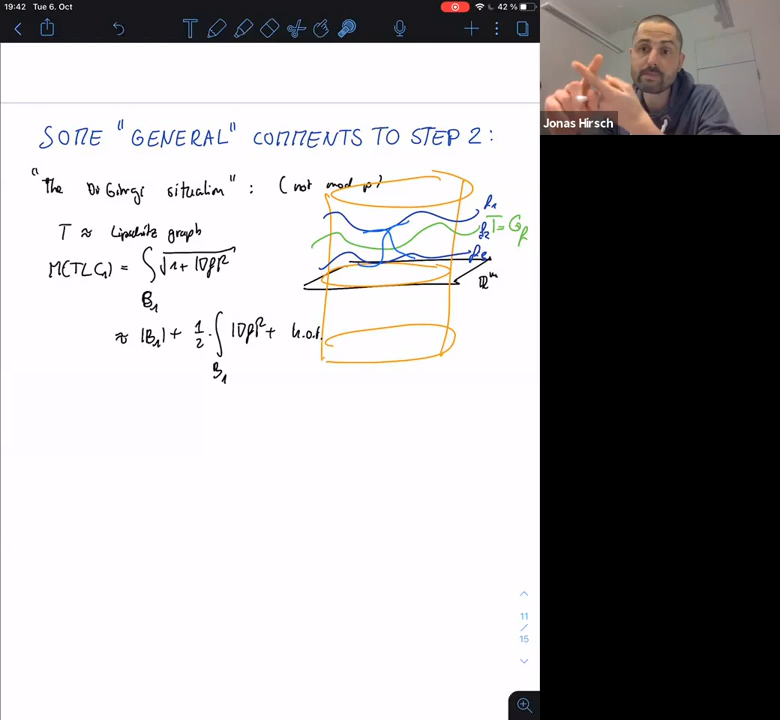 19:42 Tue 6. Oct
42 %
Jonas Hirsch
SOME "GENERAL" COMMENTS TO STEP 2:
"The De Giorgi situation": (not mod p)
T ≈ Lipschitz graph
M(T⌞C₁) = ∫_{B₁} √1 + |Df|²
≈ |B₁| + 1/2 · ∫_{B₁} |Df|² + h.o.t.
f₁
f₂ T = G_f
ℝᵐ
11
/
15